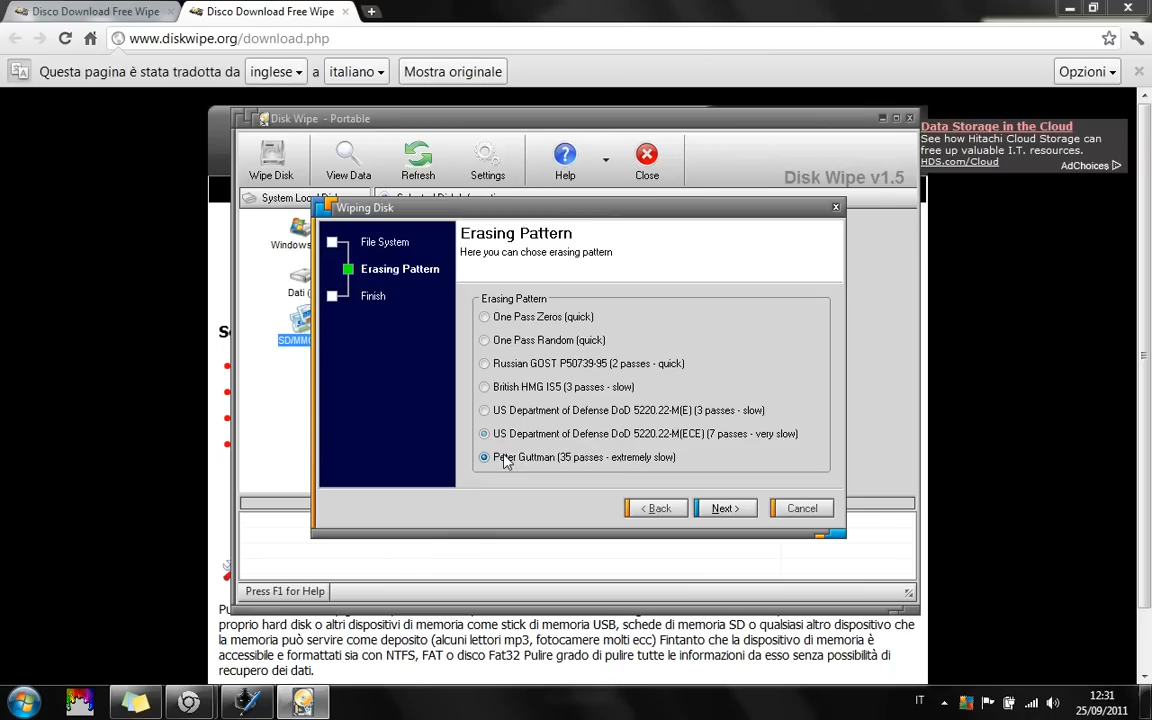 Disco Download Free Wipe
Disco Download Free Wipe
www.diskwipe.org/download.php
Questa pagina è stata tradotta da inglese a italiano Mostra originale Opzioni
Disk Wipe - Portable
Wipe Disk View Data Refresh Settings Help Close
Disk Wipe v1.5
Data Storage in the Cloud
See how Hitachi Cloud Storage can
free up valuable I.T. resources.
HDS.com/Cloud
AdChoices
System Local
Windows
Dati (
SD/MM
Wiping Disk
File System
Erasing Pattern
Finish
Erasing Pattern
Here you can chose erasing pattern
Erasing Pattern
One Pass Zeros (quick)
One Pass Random (quick)
Russian GOST P50739-95 (2 passes - quick)
British HMG IS5 (3 passes - slow)
US Department of Defense DoD 5220.22-M(E) (3 passes - slow)
US Department of Defense DoD 5220.22-M(ECE) (7 passes - very slow)
Peter Guttman (35 passes - extremely slow)
< Back Next > Cancel
Press F1 for Help
proprio hard disk o altri dispositivi di memoria come stick di memoria USB, schede di memoria SD o qualsiasi altro dispositivo che
la memoria può servire come deposito (alcuni lettori mp3, fotocamere molti ecc) Fintanto che la dispositivo di memoria è
accessibile e formattati sia con NTFS, FAT o disco Fat32 Pulire grado di pulire tutte le informazioni da esso senza possibilità di
recupero dei dati.
IT
12:31
25/09/2011